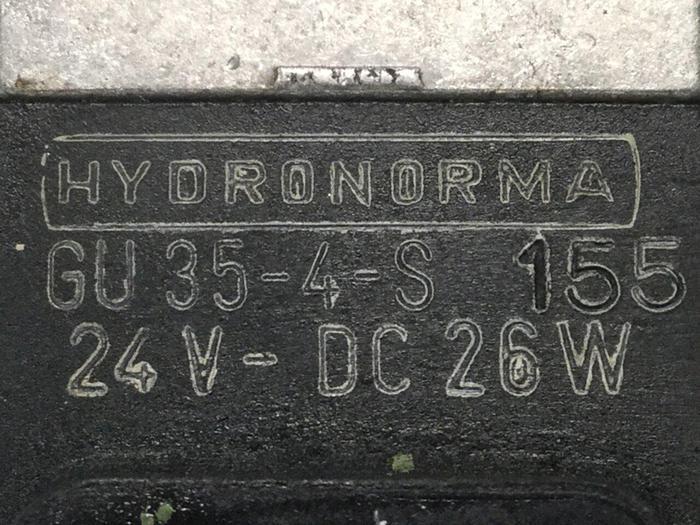 HYDRONORMA
GU 35-4-S 155
24V-DC 26W